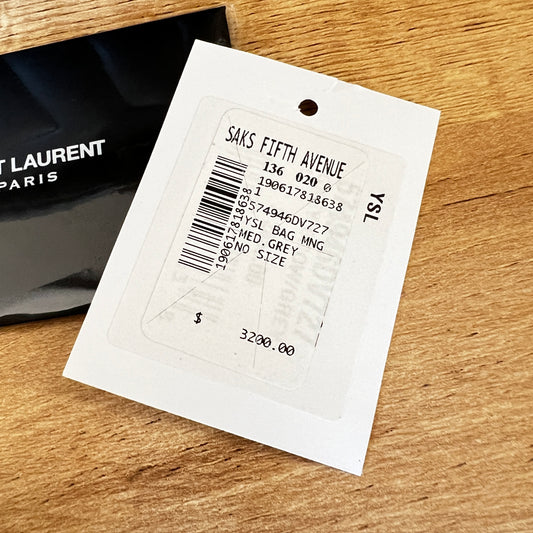 T LAURENT
PARIS
SAKS FIFTH AVENUE
136 020 0
190617818638
1
574946DV727
YSL BAG MNG
MED.GREY
NO SIZE
190617818638
$ 3200.00
YSL